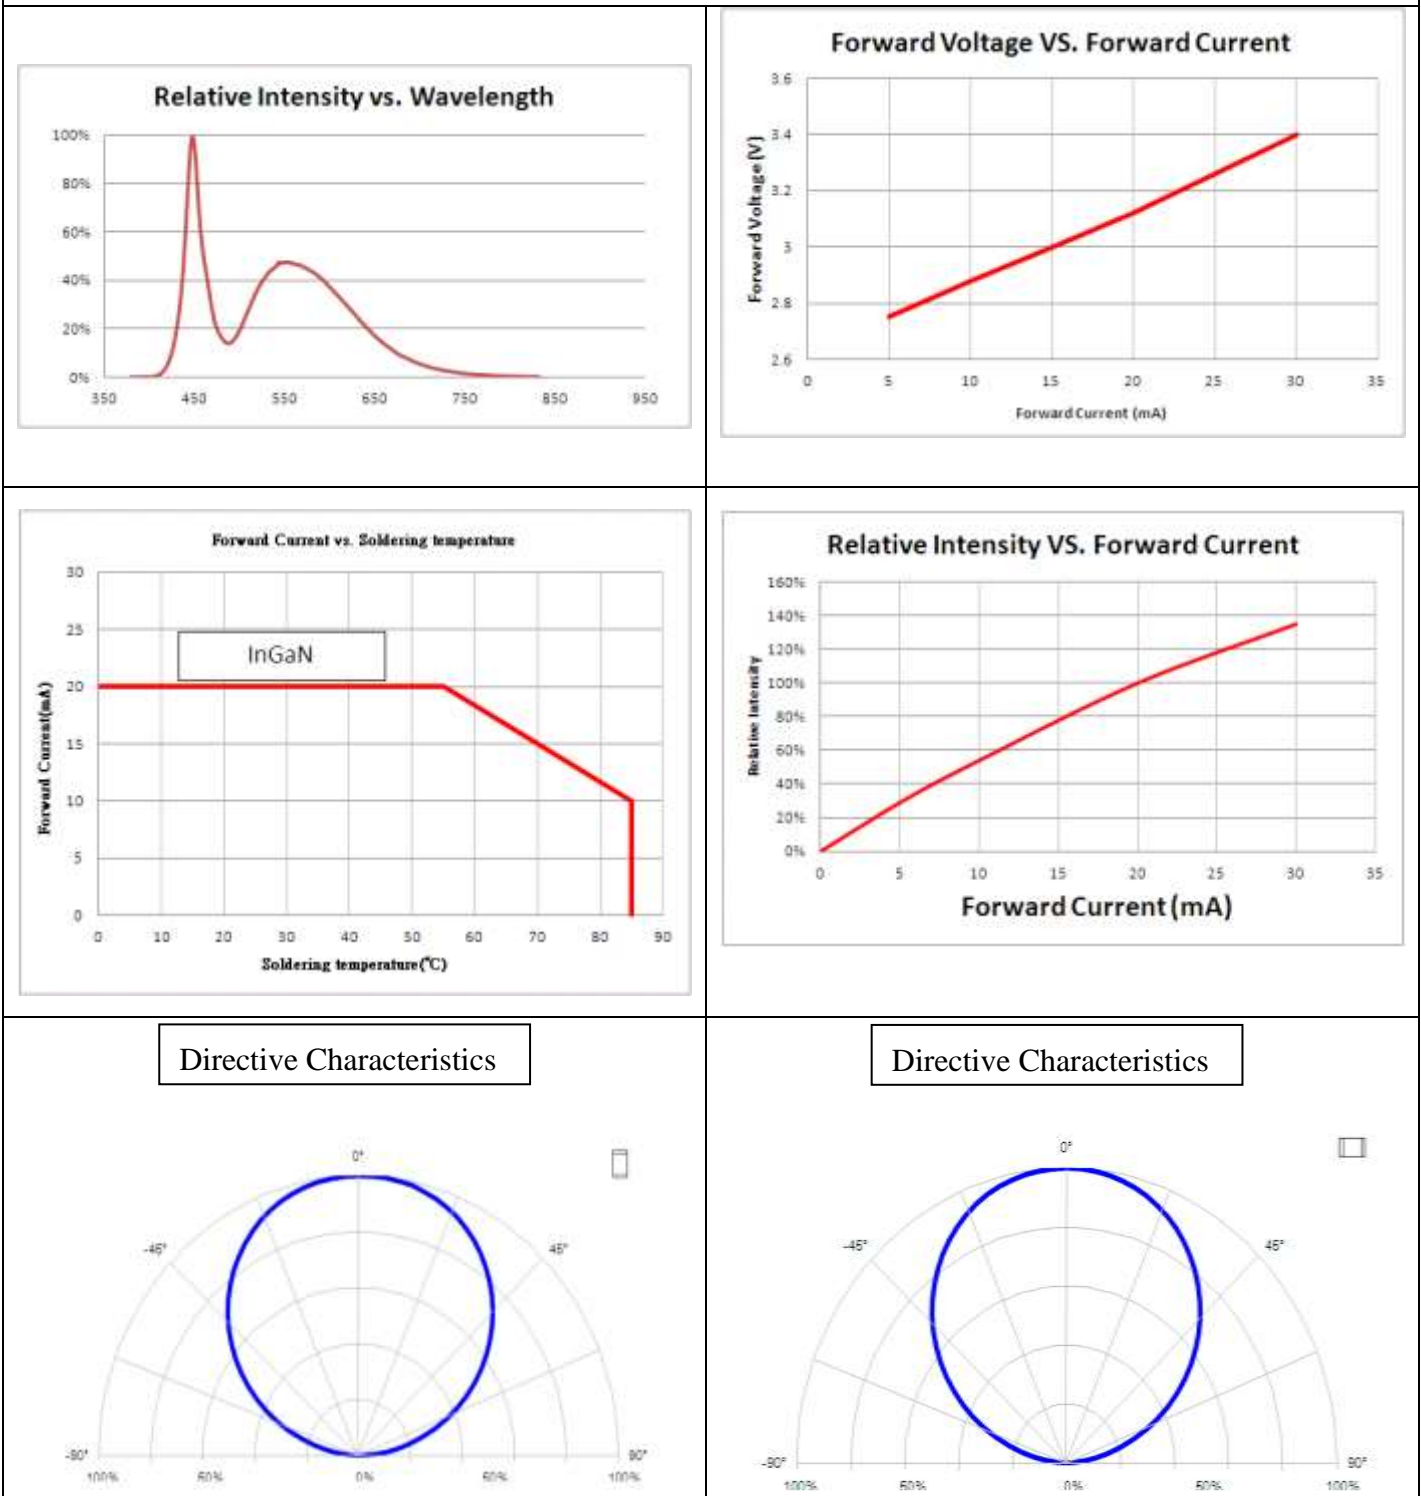 Relative Intensity vs. Wavelength
100%
80%
60%
40%
20%
0%
350 450 550 650 750 850 950
Forward Voltage VS. Forward Current
Forward Voltage (V)
3.6
3.4
3.2
3
2.8
2.6
0 5 10 15 20 25 30 35
Forward Current (mA)
Forward Current vs. Soldering temperature
Forward Current(mA)
30
25
InGaN
20
15
10
5
0
0 10 20 30 40 50 60 70 80 90
Soldering temperature(°C)
Relative Intensity VS. Forward Current
Relative Intensity
160%
140%
120%
100%
80%
60%
40%
20%
0%
0 5 10 15 20 25 30 35
Forward Current (mA)
Directive Characteristics
0°
-45° 45°
-90° 90°
100% 50% 0% 50% 100%
Directive Characteristics
0°
-45° 45°
-90° 90°
100% 50% 0% 50% 100%